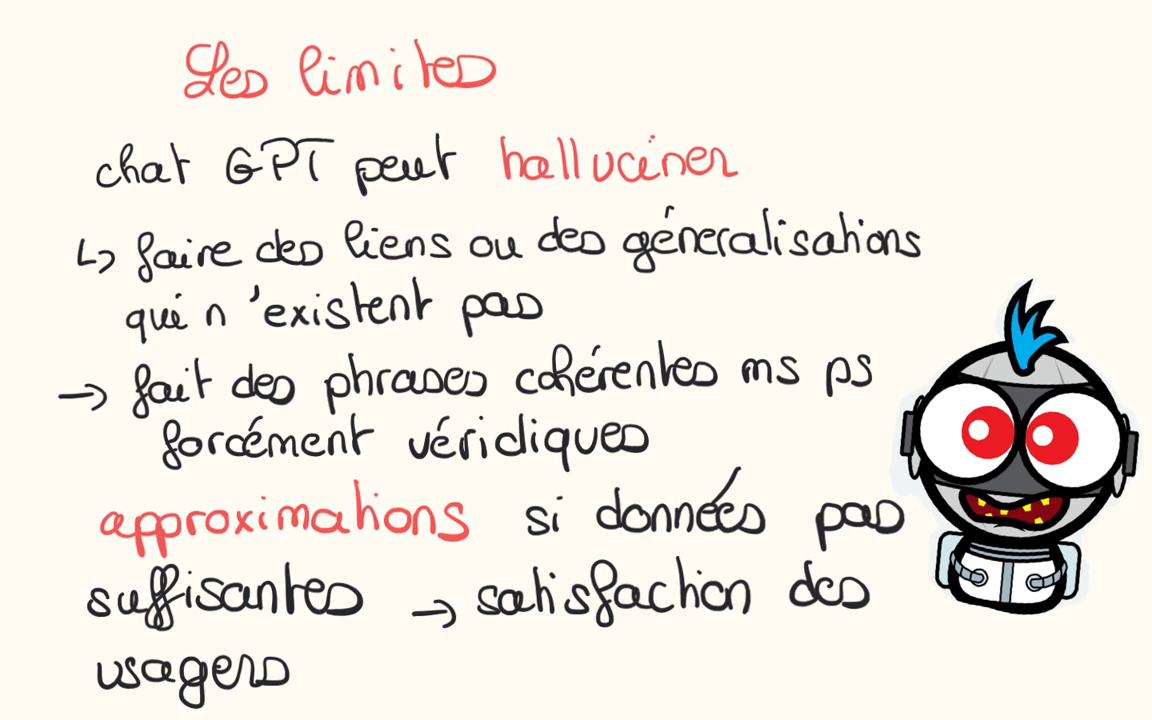 Les limites
chat GPT peut halluciner
↳ faire des liens ou des géneralisations
qui n'existent pas
→ fait des phrases cohérentes ms ps
forcément véridiques
approximations si données pas
suffisantes → satisfaction des
usagers